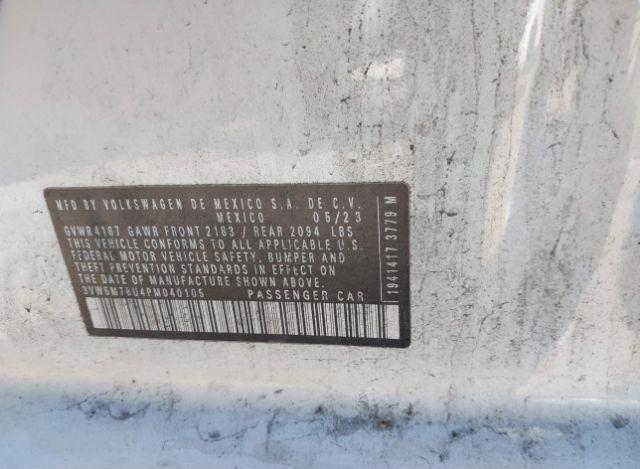 MFD BY VOLKSWAGEN DE MEXICO S.A. DE C.V.
MEXICO 05/23
GVWR4167 GAWR FRONT 2183 / REAR 2094 LBS
THIS VEHICLE CONFORMS TO ALL APPLICABLE U.S.
FEDERAL MOTOR VEHICLE SAFETY, BUMPER AND
THEFT PREVENTION STANDARDS IN EFFECT ON
THE DATE OF MANUFACTURE SHOWN ABOVE.
3VW5M7BU4PM040105 PASSENGER CAR
1941417 3779 M